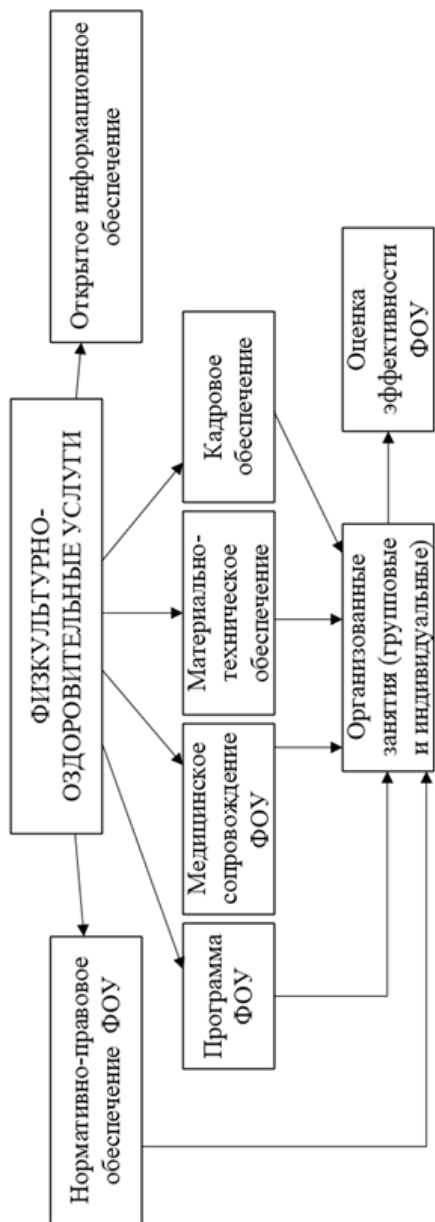 ФИЗКУЛЬТУРНО-
ОЗДОРОВИТЕЛЬНЫЕ УСЛУГИ
Нормативно-правовое
обеспечение ФОУ
Открытое информационное
обеспечение
Программа
ФОУ
Медицинское
сопровождение
ФОУ
Материально-
техническое
обеспечение
Кадровое
обеспечение
Организованные
занятия (групповые
и индивидуальные)
Оценка
эффективности
ФОУ